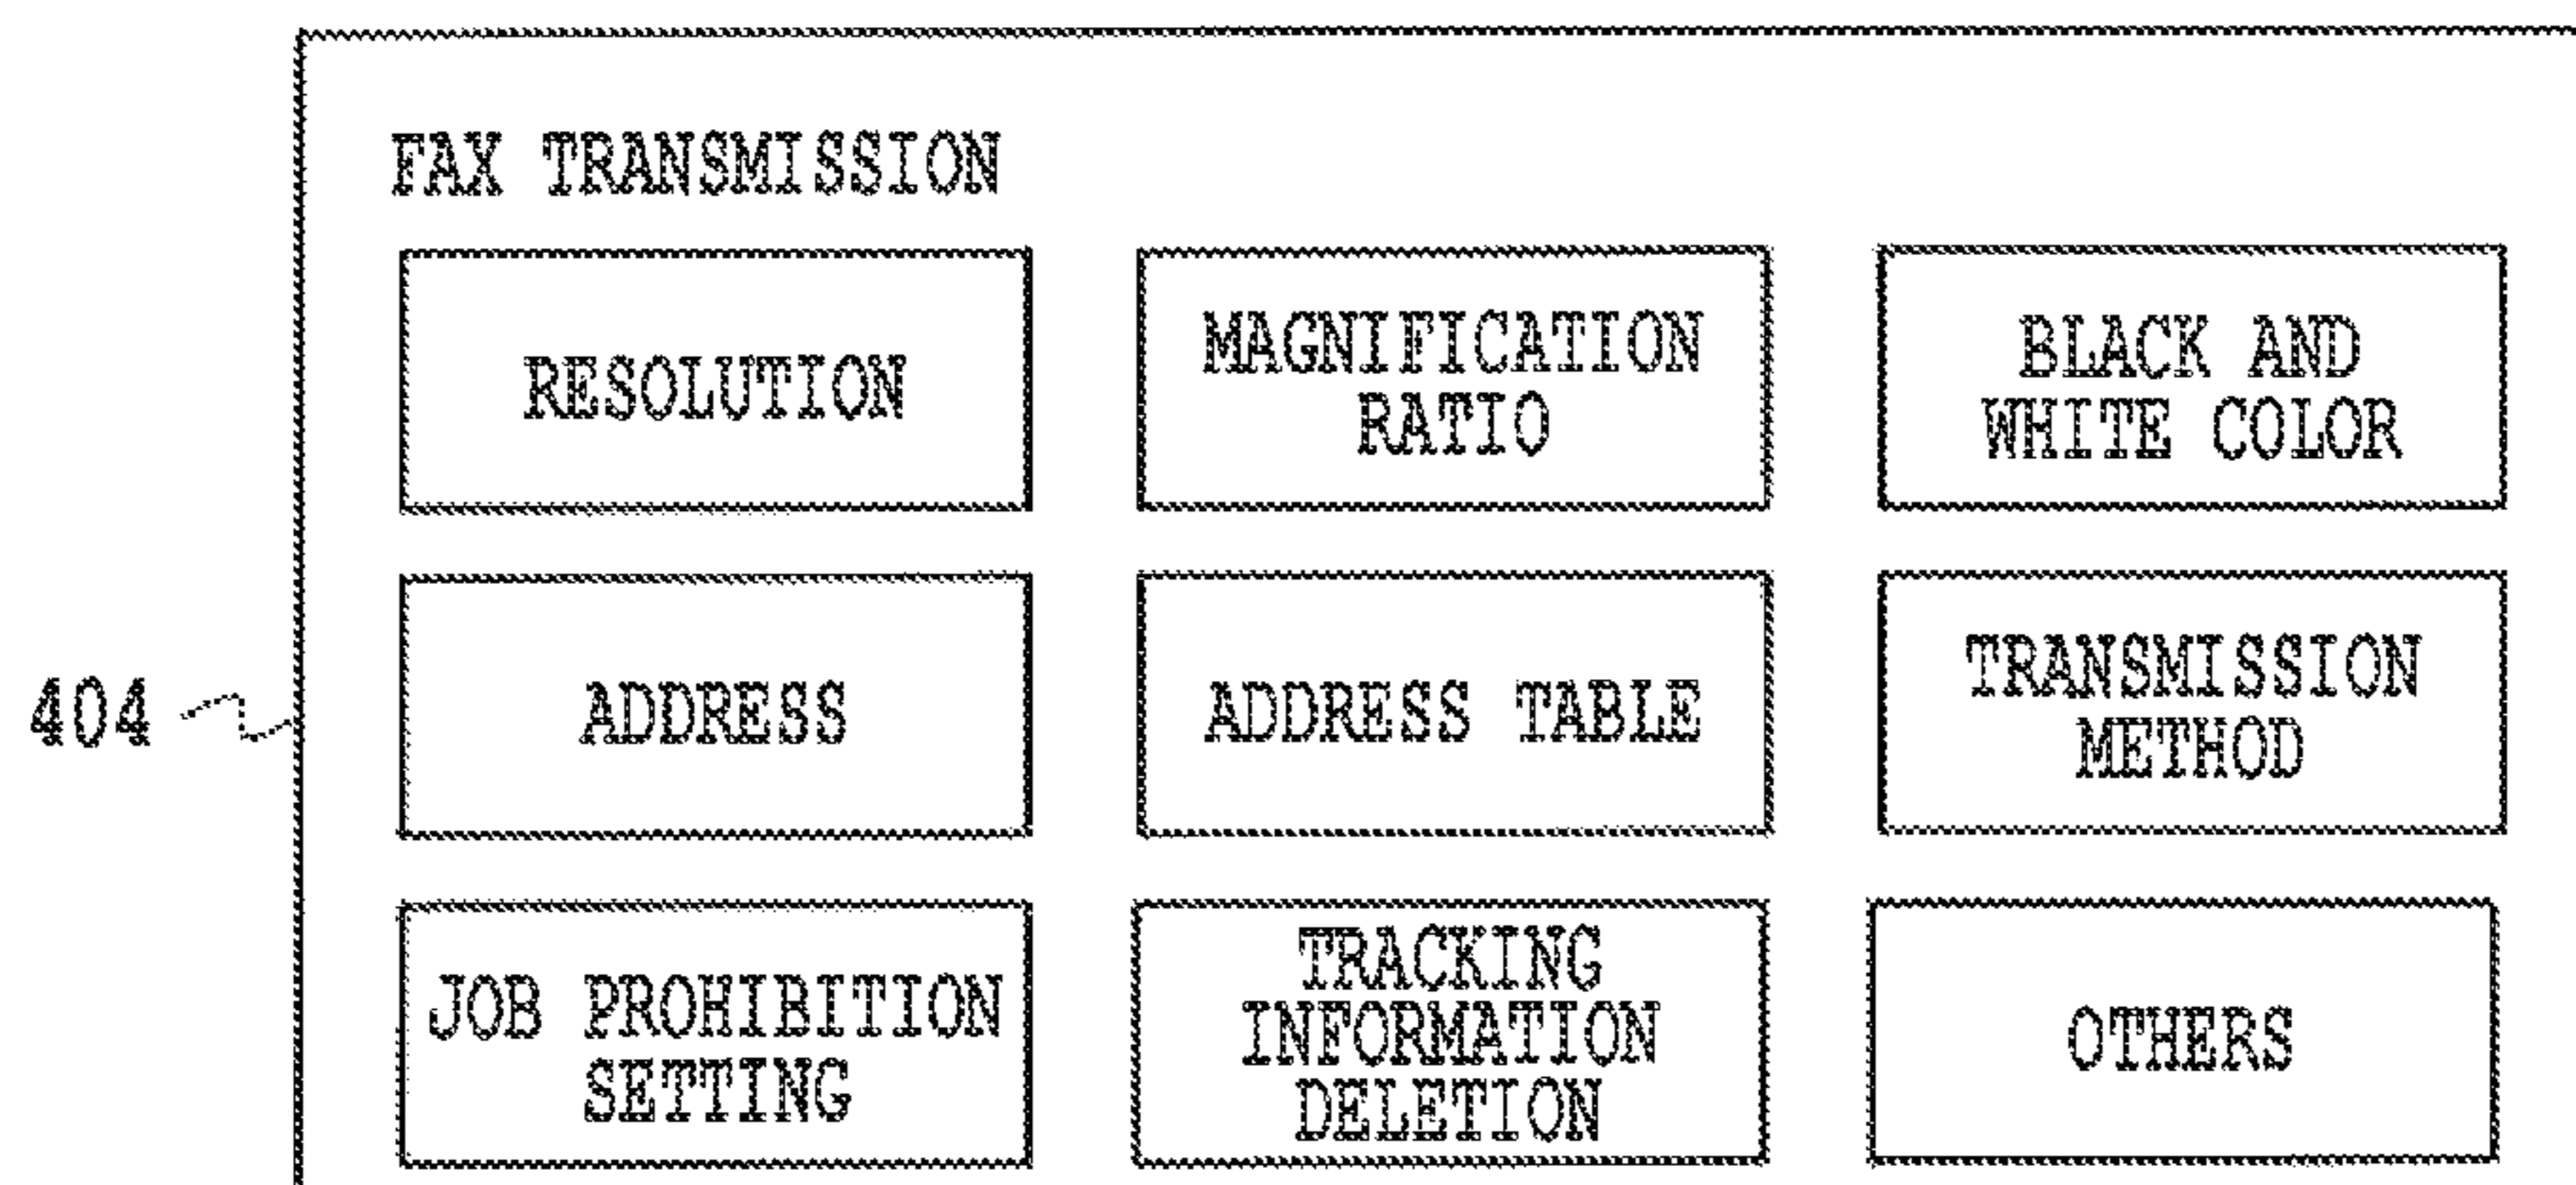 FAX TRANSMISSION
RESOLUTION
MAGNIFICATION
RATIO
BLACK AND
WHITE COLOR
404
ADDRESS
ADDRESS TABLE
TRANSMISSION
METHOD
JOB PROHIBITION
SETTING
TRACKING
INFORMATION
DELETION
OTHERS